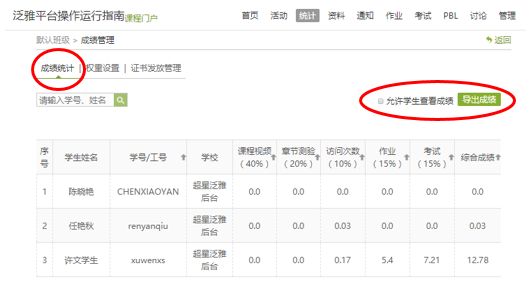 泛雅平台操作运行指南 课程门户 首页 活动 统计 资料 通知 作业 考试 PBL 讨论 管理
默认班级 > 成绩管理 返回
成绩统计 | 权重设置 | 证书发放管理
请输入学号、姓名 允许学生查看成绩 导出成绩
序号 学生姓名 学号/工号 学校 课程视频（40%） 章节测验（20%） 访问次数（10%） 作业（15%） 考试（15%） 综合成绩
1 陈晓艳 CHENXIAOYAN 超星泛雅后台 0.0 0.0 0.0 0.0 0.0 0.0
2 任艳秋 renyanqiu 超星泛雅后台 0.0 0.0 0.03 0.0 0.0 0.03
3 许文学生 xuwenxs 超星泛雅后台 0.0 0.0 0.17 5.4 7.21 12.78